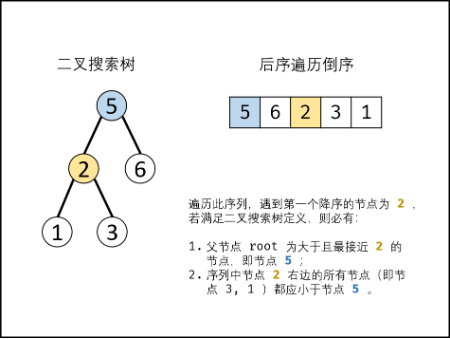 二叉搜索树
后序遍历倒序
5
5 6 2 3 1
2 6
1 3
遍历此序列，遇到第一个降序的节点为 2 ，
若满足二叉搜索树定义，则必有：
1. 父节点 root 为大于且最接近 2 的
节点，即节点 5 ；
2. 序列中节点 2 右边的所有节点（即节
点 3, 1 ）都应小于节点 5 。